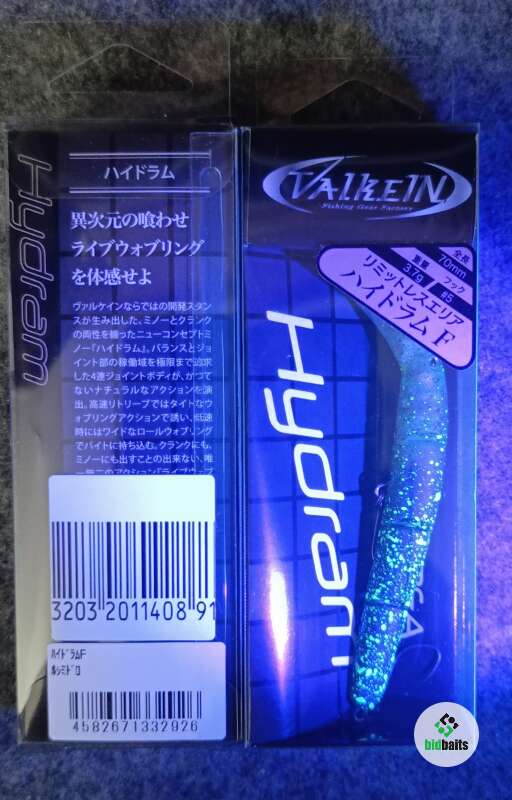 Hydram
ハイドラム
異次元の喰わせ
ライブウォブリング
を体感せよ
ヴァルケインならではの開発スタン
スが生み出した、ミノーとクランク
の両性を纏ったニューコンセプトミ
ノー「ハイドラム」。バランスとジョ
イント部の稼働域を極限まで追求
した4連ジョイントボディが、かつて
ないナチュラルなアクションを演
出。高速リトリーブではタイトなウ
ォブリングアクションで誘い、低速
時にはワイドなロールウォブリング
でバイトに持ち込む。クランクにも、
ミノーにも出すことの出来ない、唯
3203 2011408 91
ハイドラムF
4582671332926
VALKEIN
Fishing Gear Factory
全長 70mm
重量 3.7g
フック #5
リミットレスエリア
ハイドラム F
Hydram
bidbaits